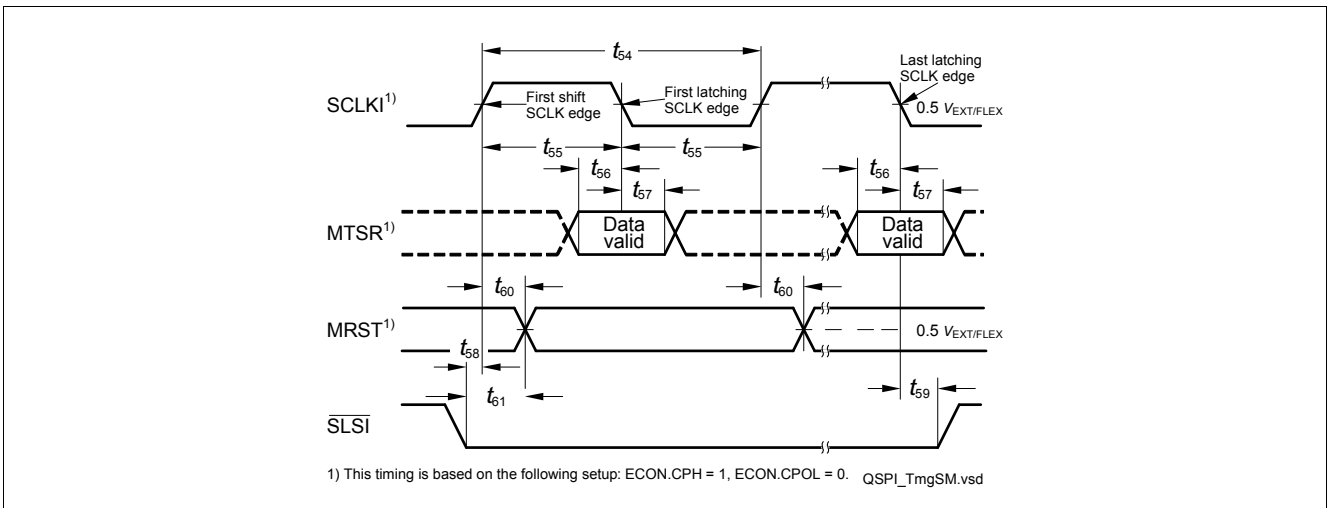 t54
SCLKI1)
First shift
SCLK edge
First latching
SCLK edge
Last latching
SCLK edge
0.5 VEXT/FLEX
t55
t55
t56
t57
t56
t57
MTSR1)
Data
valid
Data
valid
t60
t60
MRST1)
0.5 VEXT/FLEX
t58
t61
t59
SLSI
1) This timing is based on the following setup: ECON.CPH = 1, ECON.CPOL = 0.
QSPI_TmgSM.vsd